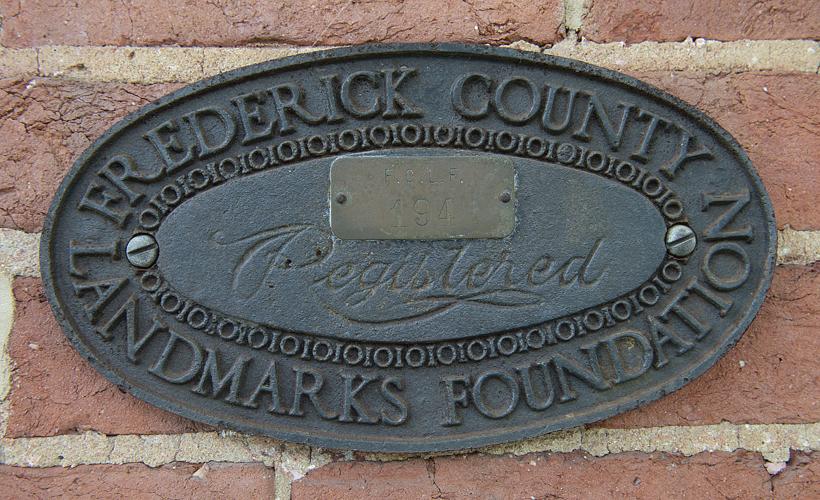 FREDERICK COUNTY
F.C.L.F.
194
Registered
LANDMARKS FOUNDATION